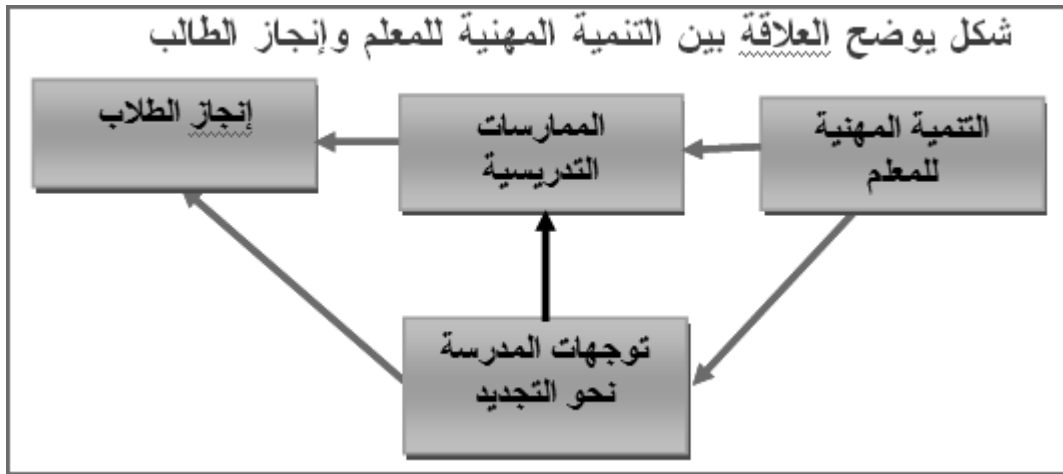 شكل يوضح العلاقة بين التنمية المهنية للمعلم وإنجاز الطالب
التنمية المهنية
للمعلم
الممارسات
التدريسية
إنجاز الطلاب
توجهات المدرسة
نحو التجديد